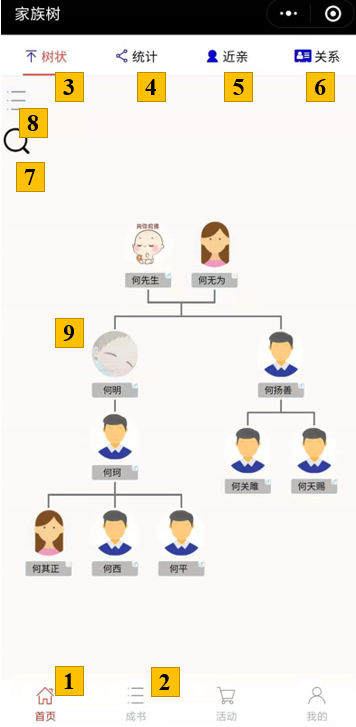 家族树
树状 统计 近亲 关系
3 4 5 6
8
7
何先生 何无为
9
何明 何扬善
何珂 何关雎 何天赐
何其正 何西 何平
1 2
首页 成书 活动 我的